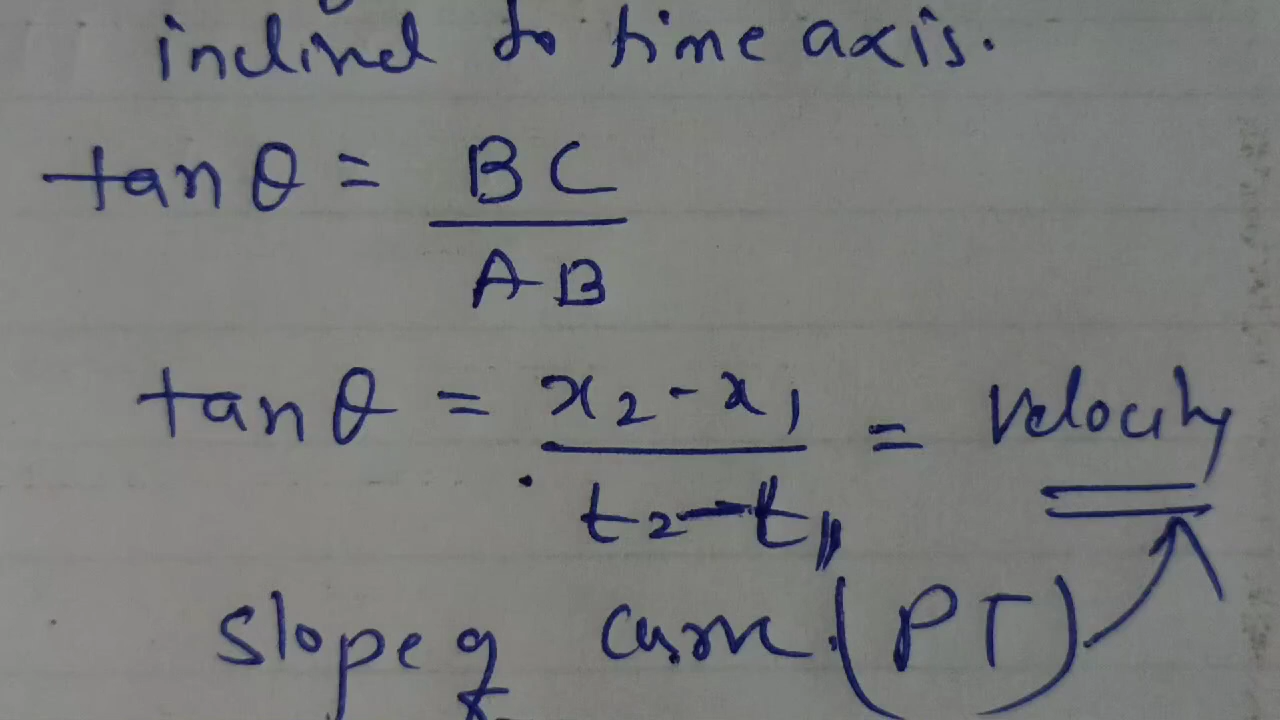 inclined to time axis.
tan θ = BC
AB
tan θ = x₂ - x₁ = Velocity
t₂ - t₁
slope of curve (PT)